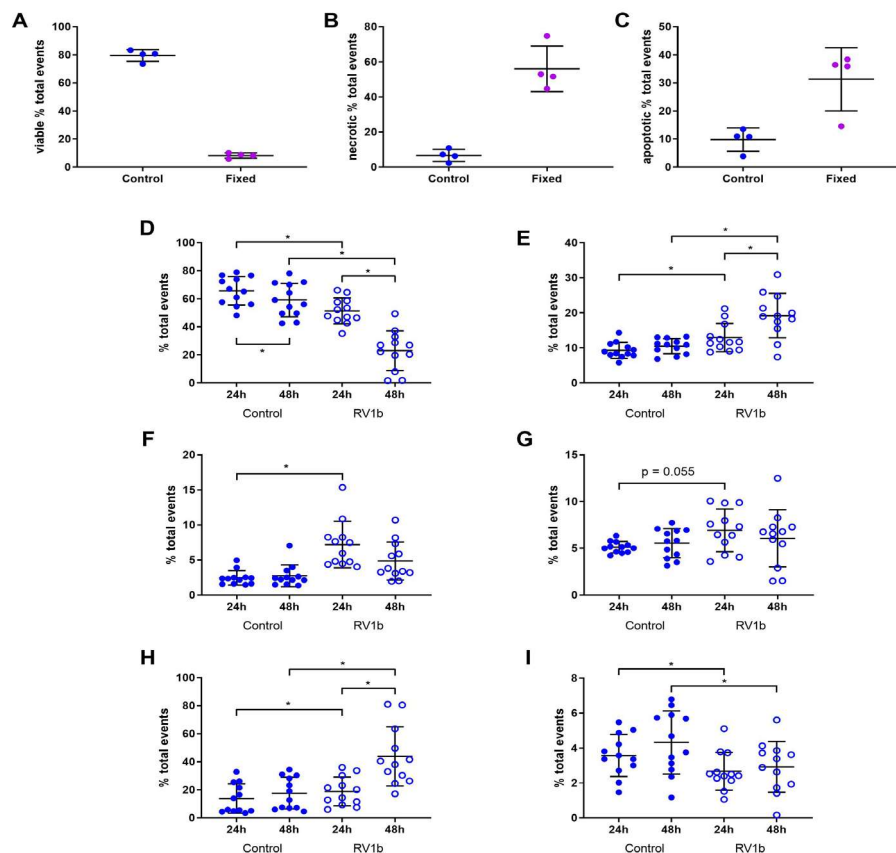 A
viable % total events
100
80
60
40
20
0
Control Fixed
B
necrotic % total events
80
60
40
20
0
Control Fixed
C
apoptotic % total events
50
40
30
20
10
0
Control Fixed
D
% total events
100
80
60
40
20
0
* * * *
24h 48h 24h 48h
Control RV1b
E
% total events
40
30
20
10
0
* * *
24h 48h 24h 48h
Control RV1b
F
% total events
20
15
10
5
0
*
24h 48h 24h 48h
Control RV1b
G
% total events
15
10
5
0
p = 0.055
24h 48h 24h 48h
Control RV1b
H
% total events
100
80
60
40
20
0
* * *
24h 48h 24h 48h
Control RV1b
I
% total events
8
6
4
2
0
* *
24h 48h 24h 48h
Control RV1b